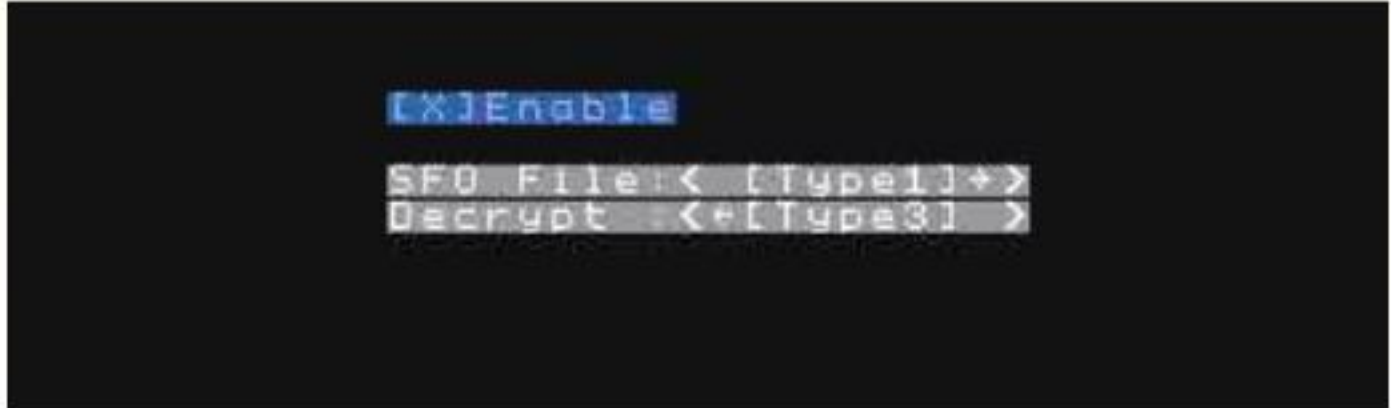 [X]Enable
SFO File:< [Type1]→>
Decrypt :<←[Type3] >